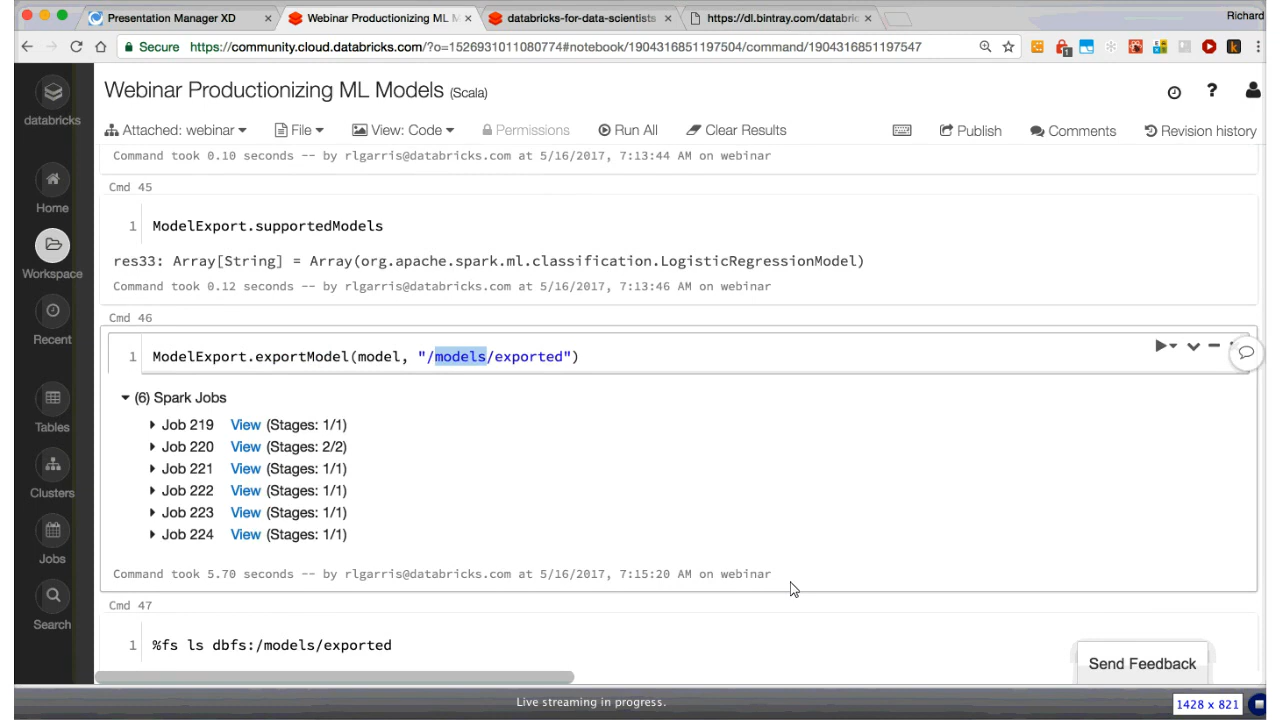 Presentation Manager XD × Webinar Productionizing ML M × databricks-for-data-scientists × https://dl.bintray.com/databric × Richard
Secure https://community.cloud.databricks.com/?o=1526931011080774#notebook/1904316851197504/command/1904316851197547
Webinar Productionizing ML Models (Scala)
databricks
Attached: webinar File View: Code Permissions Run All Clear Results Publish Comments Revision history
Command took 0.10 seconds -- by rlgarris@databricks.com at 5/16/2017, 7:13:44 AM on webinar
Cmd 45
Home
1 ModelExport.supportedModels
res33: Array[String] = Array(org.apache.spark.ml.classification.LogisticRegressionModel)
Workspace
Command took 0.12 seconds -- by rlgarris@databricks.com at 5/16/2017, 7:13:46 AM on webinar
Cmd 46
Recent
1 ModelExport.exportModel(model, "/models/exported")
(6) Spark Jobs
Job 219 View (Stages: 1/1)
Tables
Job 220 View (Stages: 2/2)
Job 221 View (Stages: 1/1)
Job 222 View (Stages: 1/1)
Clusters
Job 223 View (Stages: 1/1)
Job 224 View (Stages: 1/1)
Jobs
Command took 5.70 seconds -- by rlgarris@databricks.com at 5/16/2017, 7:15:20 AM on webinar
Cmd 47
Search
1 %fs ls dbfs:/models/exported
Send Feedback
Live streaming in progress.
1428 x 821